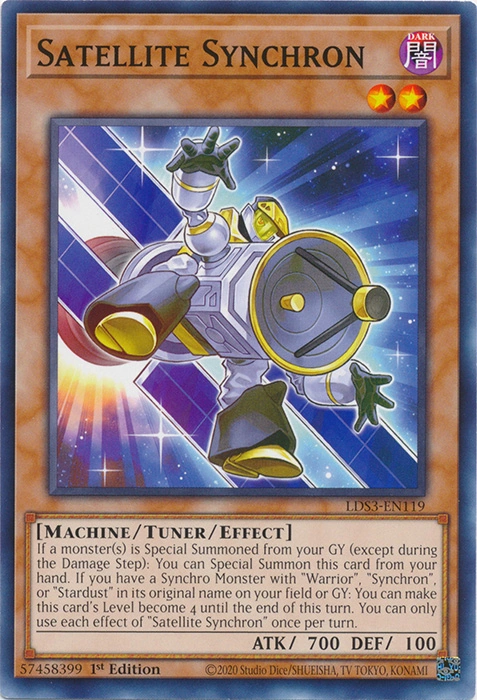 SATELLITE SYNCHRON
DARK
闇
LDS3-EN119
[MACHINE/TUNER/EFFECT]
If a monster(s) is Special Summoned from your GY (except during
the Damage Step): You can Special Summon this card from your
hand. If you have a Synchro Monster with "Warrior", "Synchron",
or "Stardust" in its original name on your field or GY: You can make
this card's Level become 4 until the end of this turn. You can only
use each effect of "Satellite Synchron" once per turn.
ATK/ 700 DEF/ 100
57458399 1st Edition ©2020 Studio Dice/SHUEISHA, TV TOKYO, KONAMI